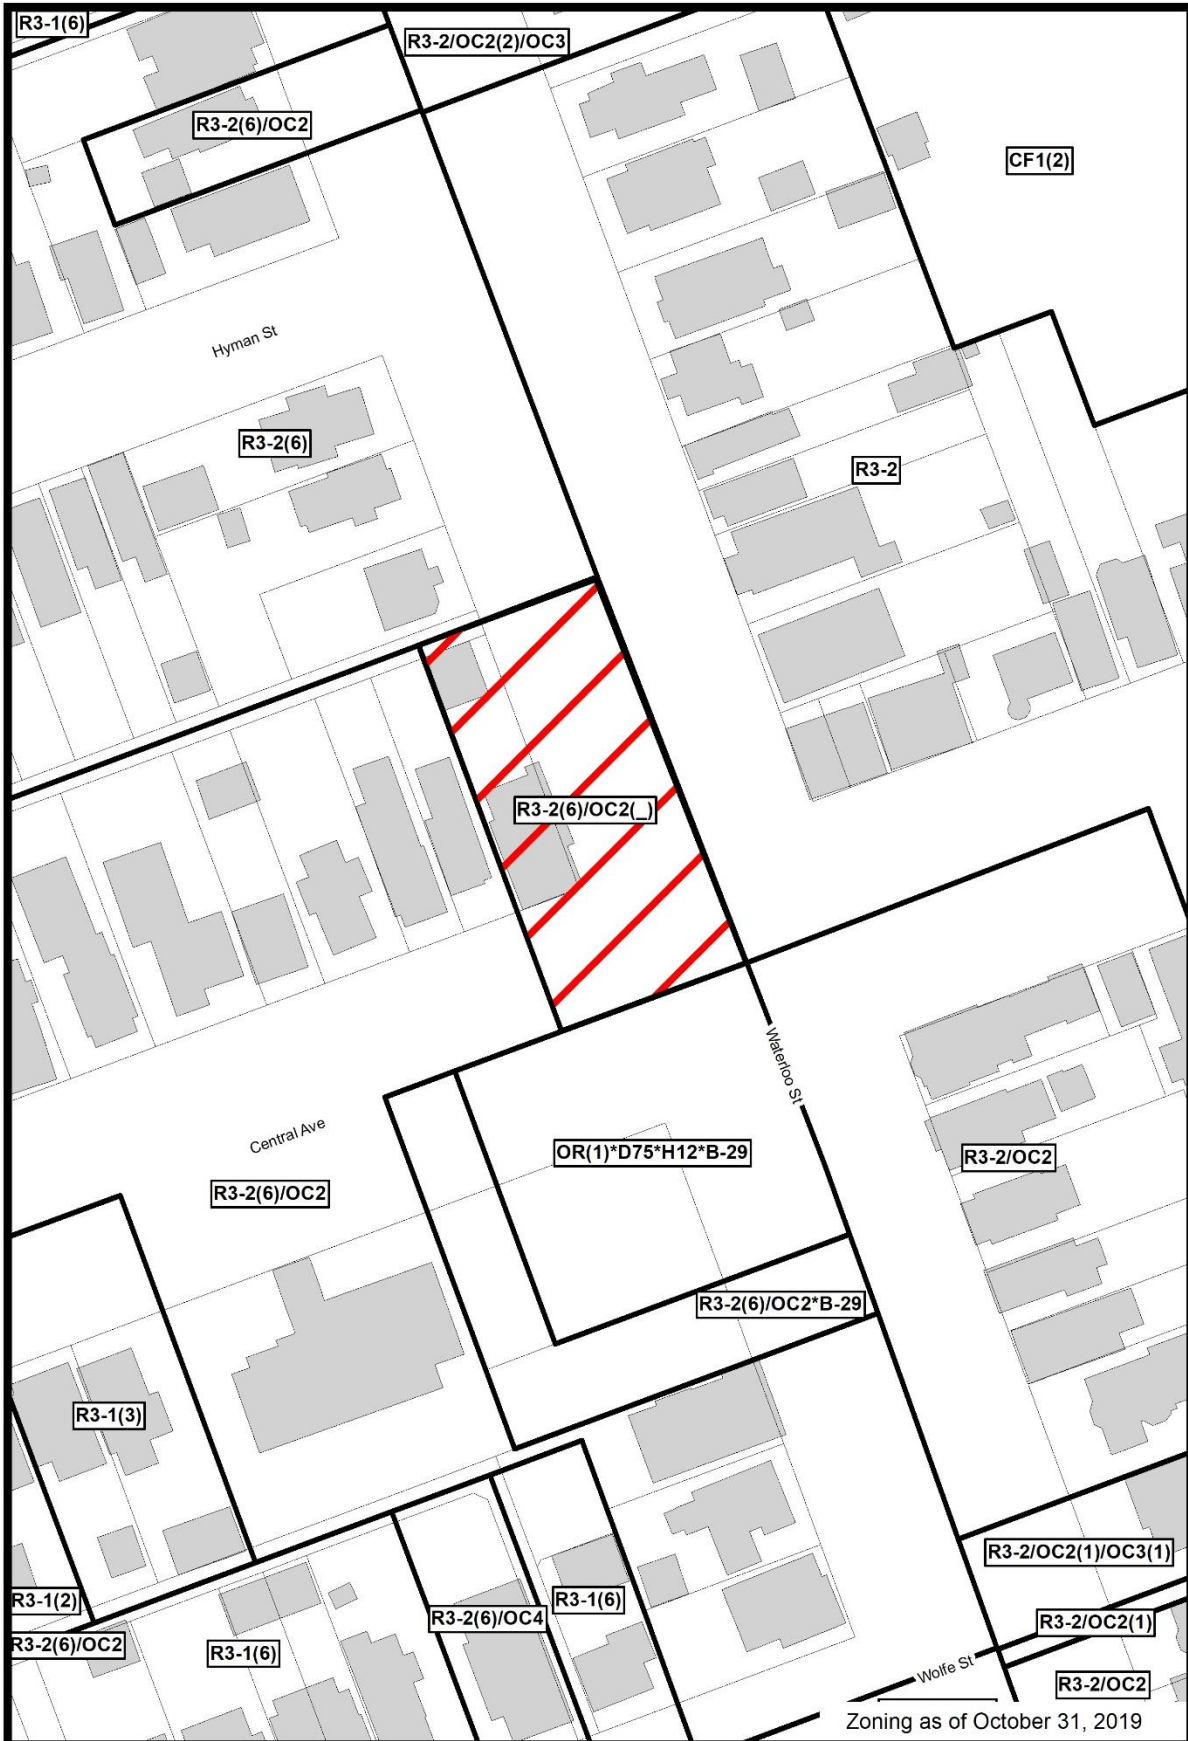 R3-1(6)
R3-2/OC2(2)/OC3
R3-2(6)/OC2
CF1(2)
Hyman St
R3-2(6)
R3-2
R3-2(6)/OC2(_)
Waterloo St
Central Ave
OR(1)*D75*H12*B-29
R3-2/OC2
R3-2(6)/OC2
R3-2(6)/OC2*B-29
R3-1(3)
R3-2/OC2(1)/OC3(1)
R3-1(2)
R3-1(6)
R3-2(6)/OC4
R3-2/OC2(1)
R3-2(6)/OC2
R3-1(6)
Wolfe St
R3-2/OC2
Zoning as of October 31, 2019